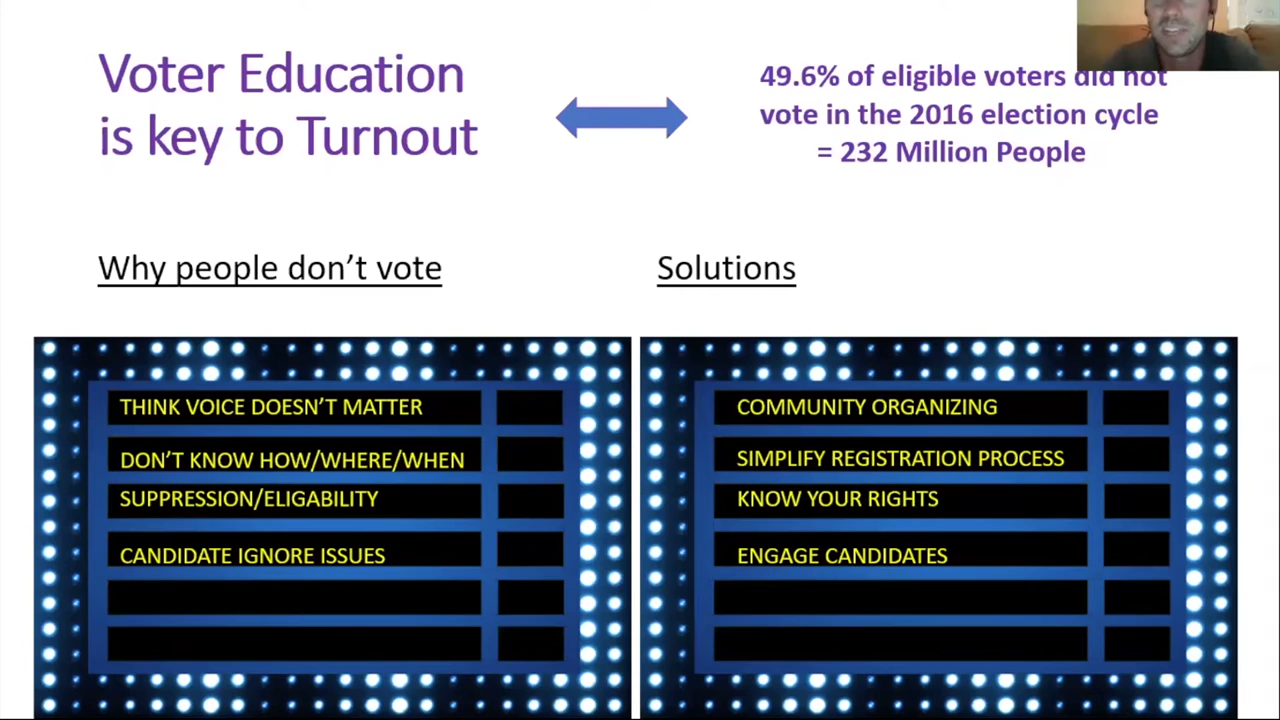 Voter Education
is key to Turnout
49.6% of eligible voters did not
vote in the 2016 election cycle
= 232 Million People
Why people don’t vote
Solutions
THINK VOICE DOESN’T MATTER
DON’T KNOW HOW/WHERE/WHEN
SUPPRESSION/ELIGABILITY
CANDIDATE IGNORE ISSUES
COMMUNITY ORGANIZING
SIMPLIFY REGISTRATION PROCESS
KNOW YOUR RIGHTS
ENGAGE CANDIDATES